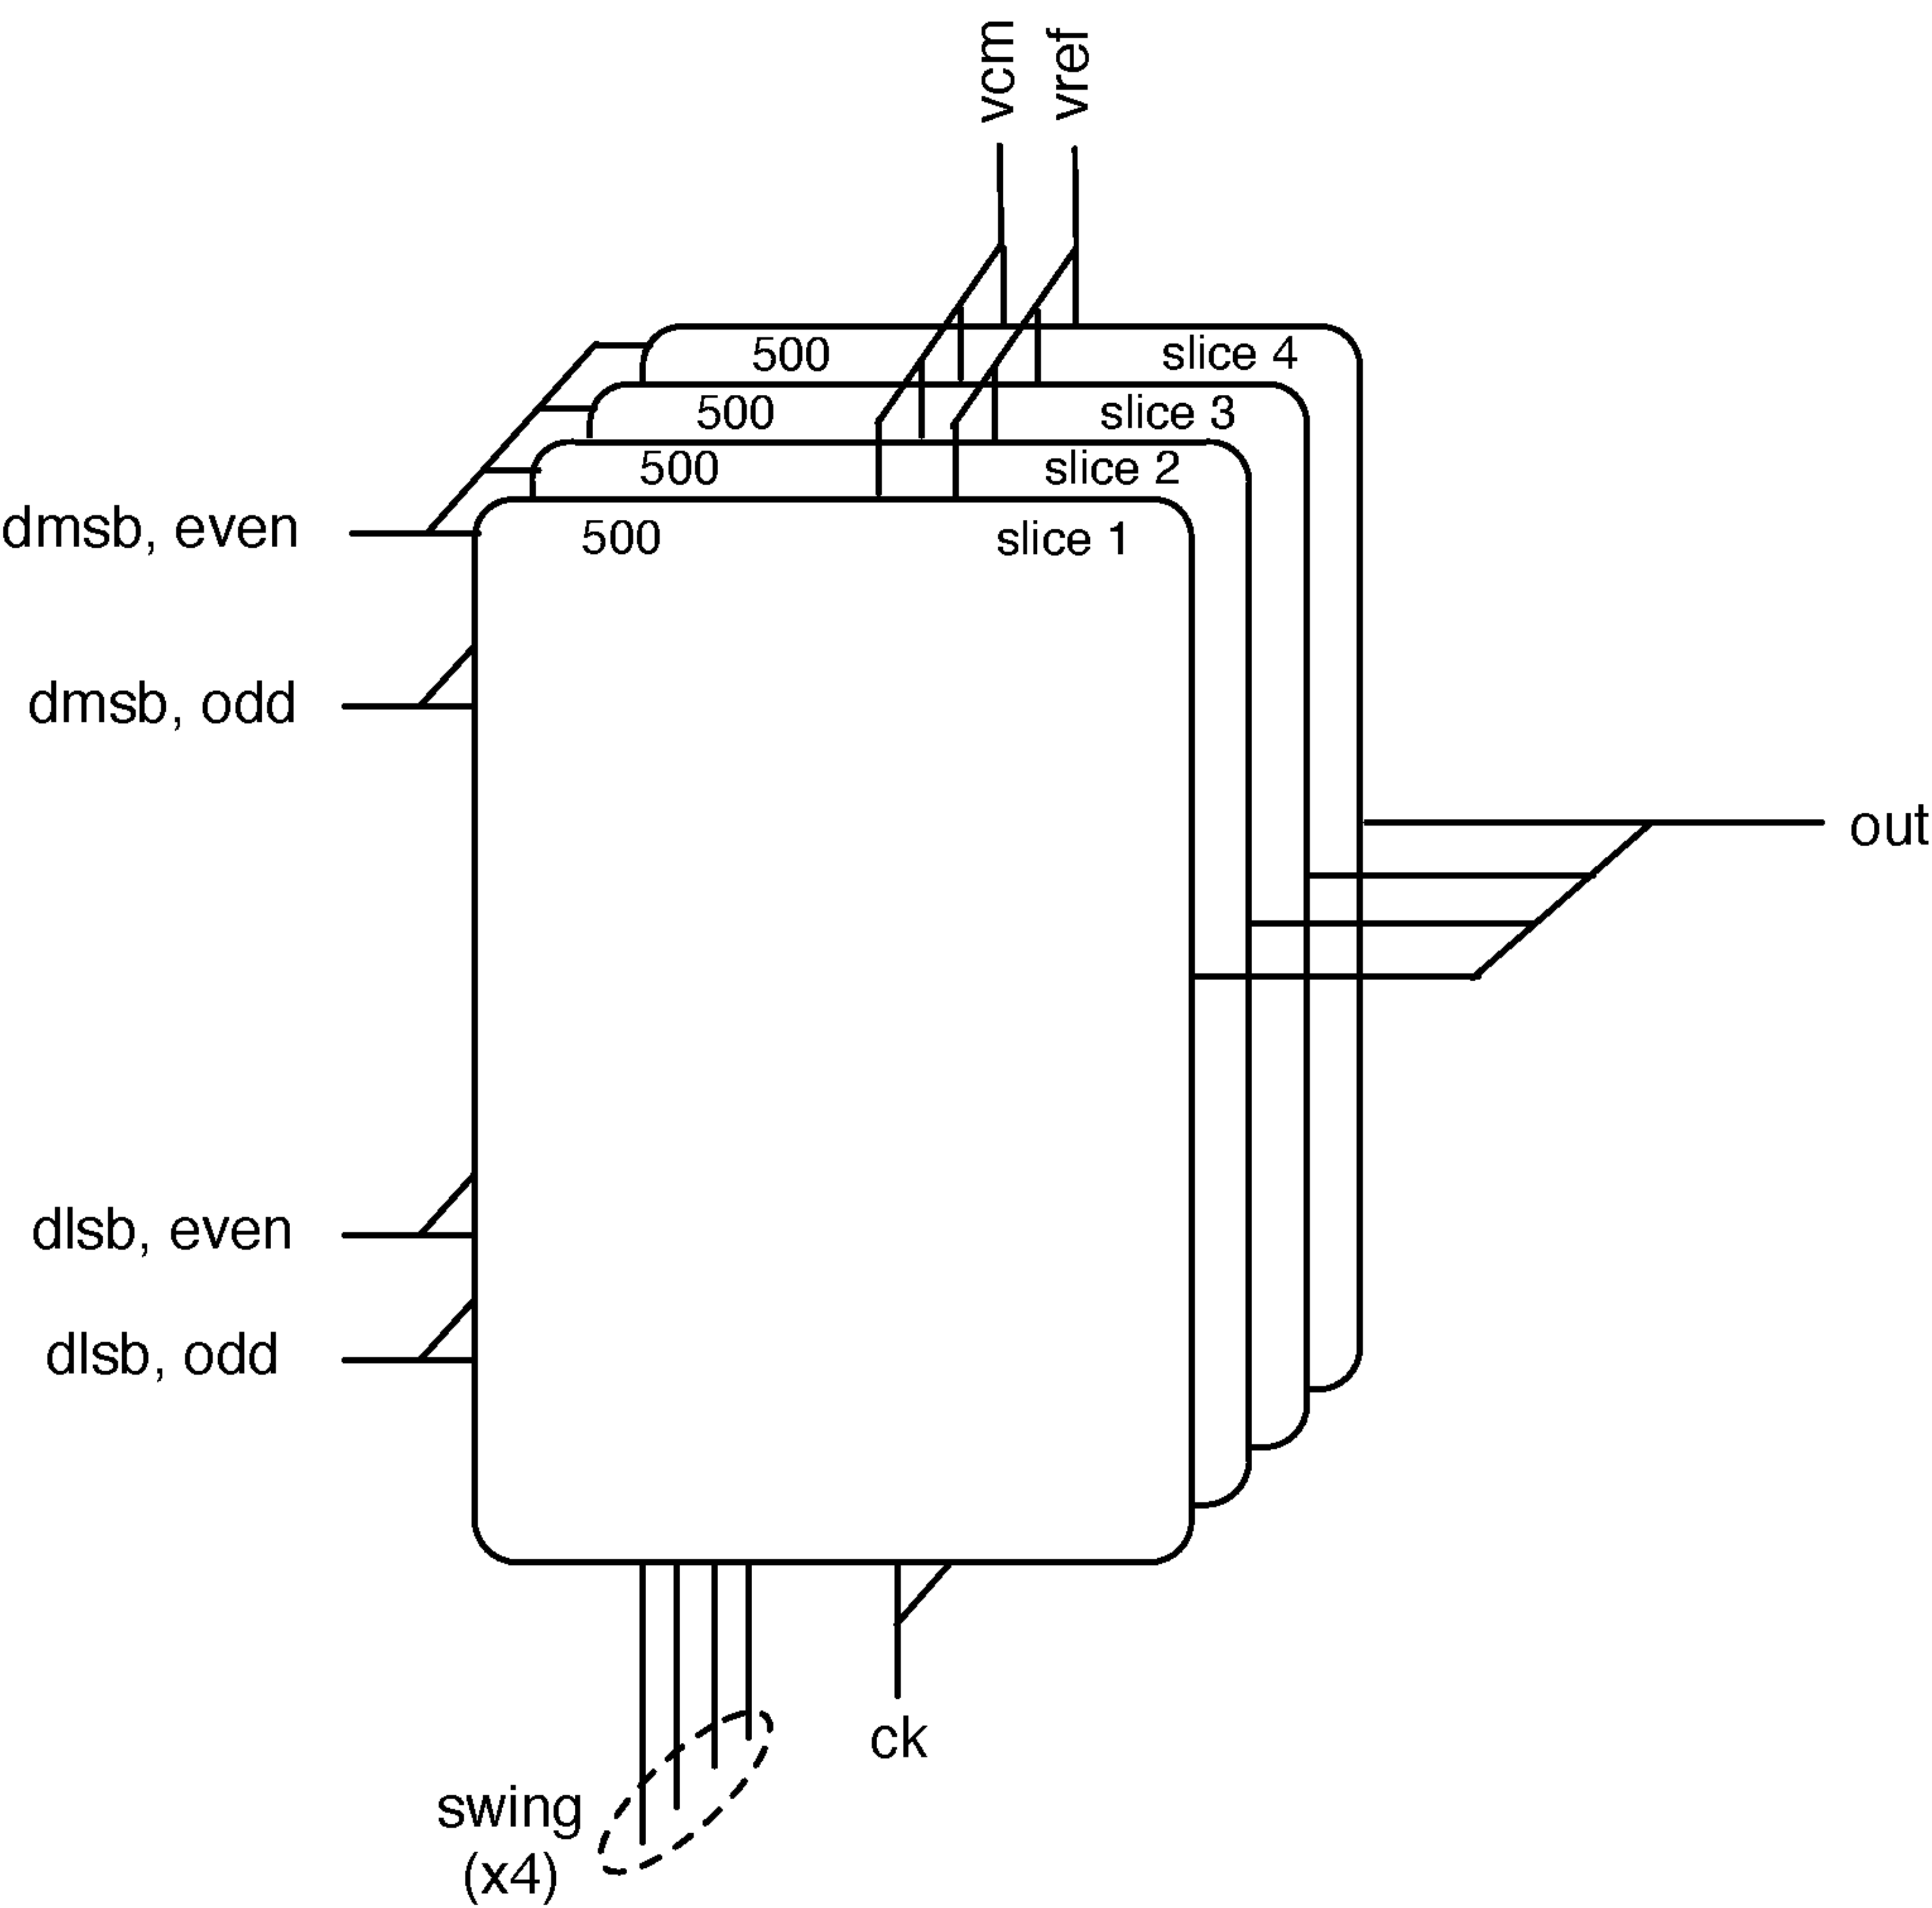 vcm
vref
500 slice 4
500 slice 3
500 slice 2
500 slice 1
dmsb, even
dmsb, odd
out
dlsb, even
dlsb, odd
ck
swing
(x4)